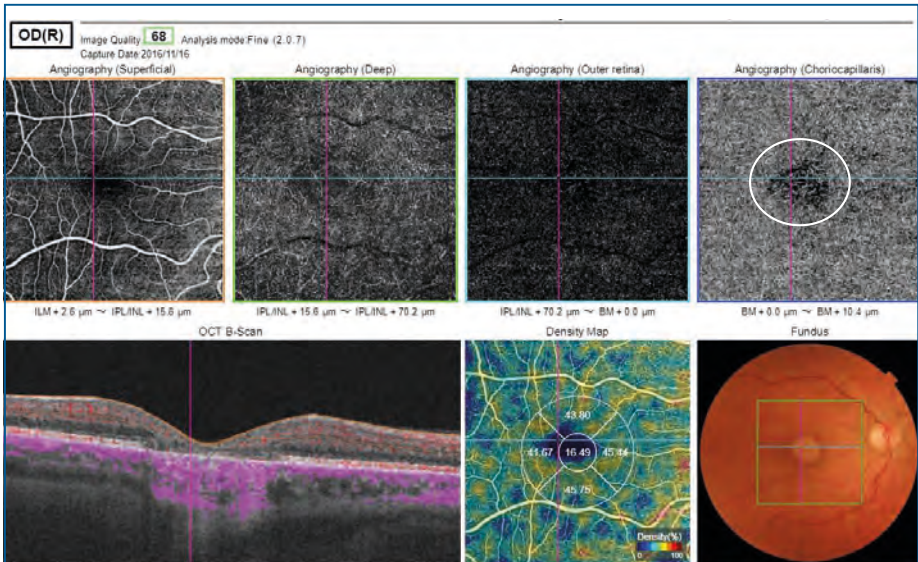 OD(R) Image Quality 68 Analysis mode:Fine (2.0.7)
Capture Date:2016/11/16
Angiography (Superficial) Angiography (Deep) Angiography (Outer retina) Angiography (Choriocapillaris)
ILM + 2.6 μm ～ IPL/INL + 15.6 μm IPL/INL + 15.6 μm ～ IPL/INL + 70.2 μm IPL/INL + 70.2 μm ～ BM + 0.0 μm BM + 0.0 μm ～ BM + 10.4 μm
OCT B-Scan Density Map Fundus
43.80
41.67 16.49 45.44
45.75
Density(%)
0 100